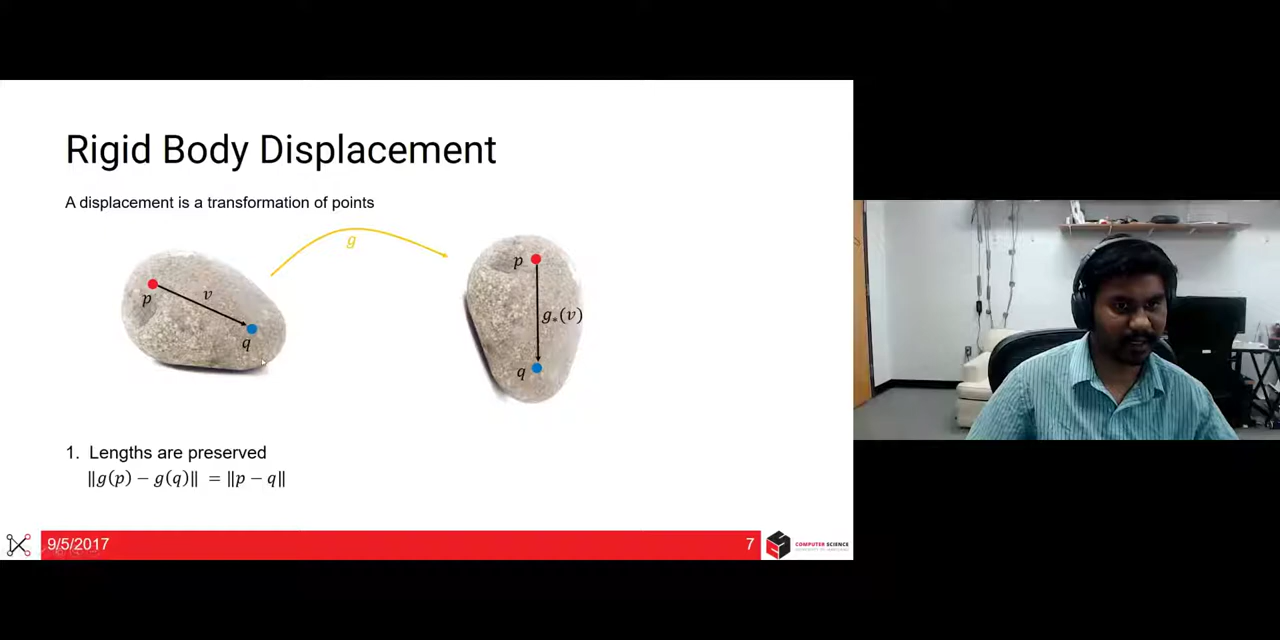 Rigid Body Displacement
A displacement is a transformation of points
g
p
v
q
p
g*(v)
q
1. Lengths are preserved
‖g(p) − g(q)‖ = ‖p − q‖
9/5/2017
7
COMPUTER SCIENCE